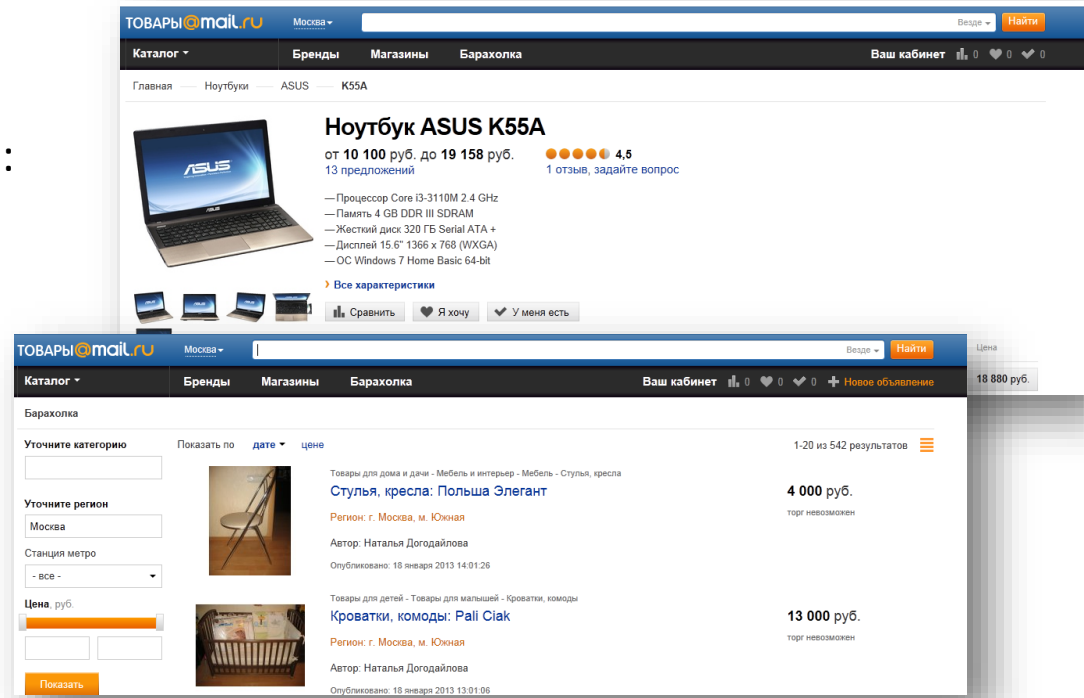 :
ТОВАРЫ@mail.ru Москва Везде Найти
Каталог Бренды Магазины Барахолка Ваш кабинет 0 0 0
Главная — Ноутбуки — ASUS — K55A
Ноутбук ASUS K55A
от 10 100 руб. до 19 158 руб. 4,5
13 предложений 1 отзыв, задайте вопрос
— Процессор Core i3-3110M 2.4 GHz
— Память 4 GB DDR III SDRAM
— Жесткий диск 320 ГБ Serial ATA +
— Дисплей 15.6" 1366 x 768 (WXGA)
— ОС Windows 7 Home Basic 64-bit
› Все характеристики
Сравнить Я хочу У меня есть
Цена
18 880 руб.
ТОВАРЫ@mail.ru Москва Везде Найти
Каталог Бренды Магазины Барахолка Ваш кабинет 0 0 0 Новое объявление
Барахолка
Уточните категорию
Уточните регион
Москва
Станция метро
- все -
Цена, руб.
Показать
Показать по дате цене 1-20 из 542 результатов
Товары для дома и дачи - Мебель и интерьер - Мебель - Стулья, кресла
Стулья, кресла: Польша Элегант 4 000 руб.
торг невозможен
Регион: г. Москва, м. Южная
Автор: Наталья Догодайлова
Опубликовано: 18 января 2013 14:01:26
Товары для детей - Товары для малышей - Кроватки, комоды
Кроватки, комоды: Pali Ciak 13 000 руб.
торг невозможен
Регион: г. Москва, м. Южная
Автор: Наталья Догодайлова
Опубликовано: 18 января 2013 13:01:06
ASUS